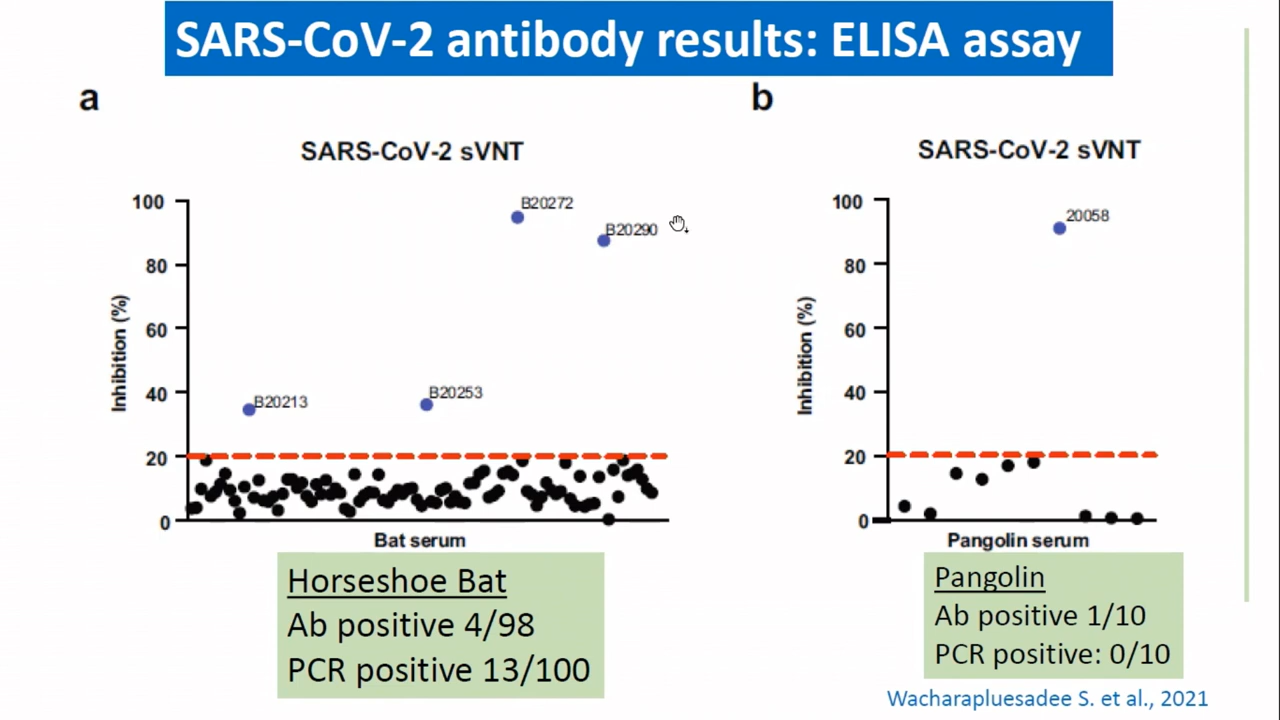 SARS-CoV-2 antibody results: ELISA assay
a
SARS-CoV-2 sVNT
100
80
60
40
20
0
Inhibition (%)
B20272
B20290
B20213
B20253
Bat serum
Horseshoe Bat
Ab positive 4/98
PCR positive 13/100
b
SARS-CoV-2 sVNT
100
80
60
40
20
0
Inhibition (%)
20058
Pangolin serum
Pangolin
Ab positive 1/10
PCR positive: 0/10
Wacharapluesadee S. et al., 2021